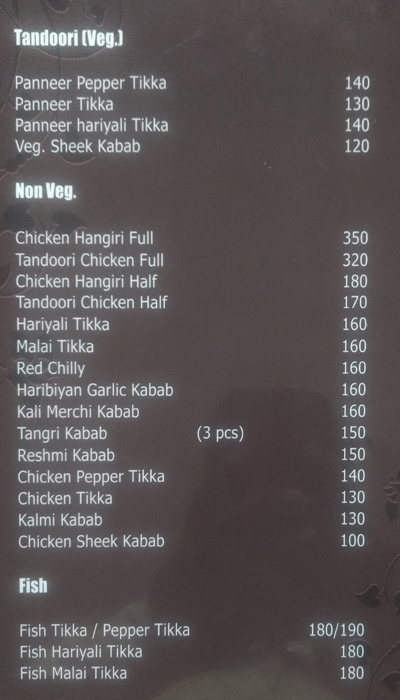 Tandoori (Veg.)
Panneer Pepper Tikka 140
Panneer Tikka 130
Panneer hariyali Tikka 140
Veg. Sheek Kabab 120
Non Veg.
Chicken Hangiri Full 350
Tandoori Chicken Full 320
Chicken Hangiri Half 180
Tandoori Chicken Half 170
Hariyali Tikka 160
Malai Tikka 160
Red Chilly 160
Haribiyan Garlic Kabab 160
Kali Merchi Kabab 160
Tangri Kabab (3 pcs) 150
Reshmi Kabab 150
Chicken Pepper Tikka 140
Chicken Tikka 130
Kalmi Kabab 130
Chicken Sheek Kabab 100
Fish
Fish Tikka / Pepper Tikka 180/190
Fish Hariyali Tikka 180
Fish Malai Tikka 180